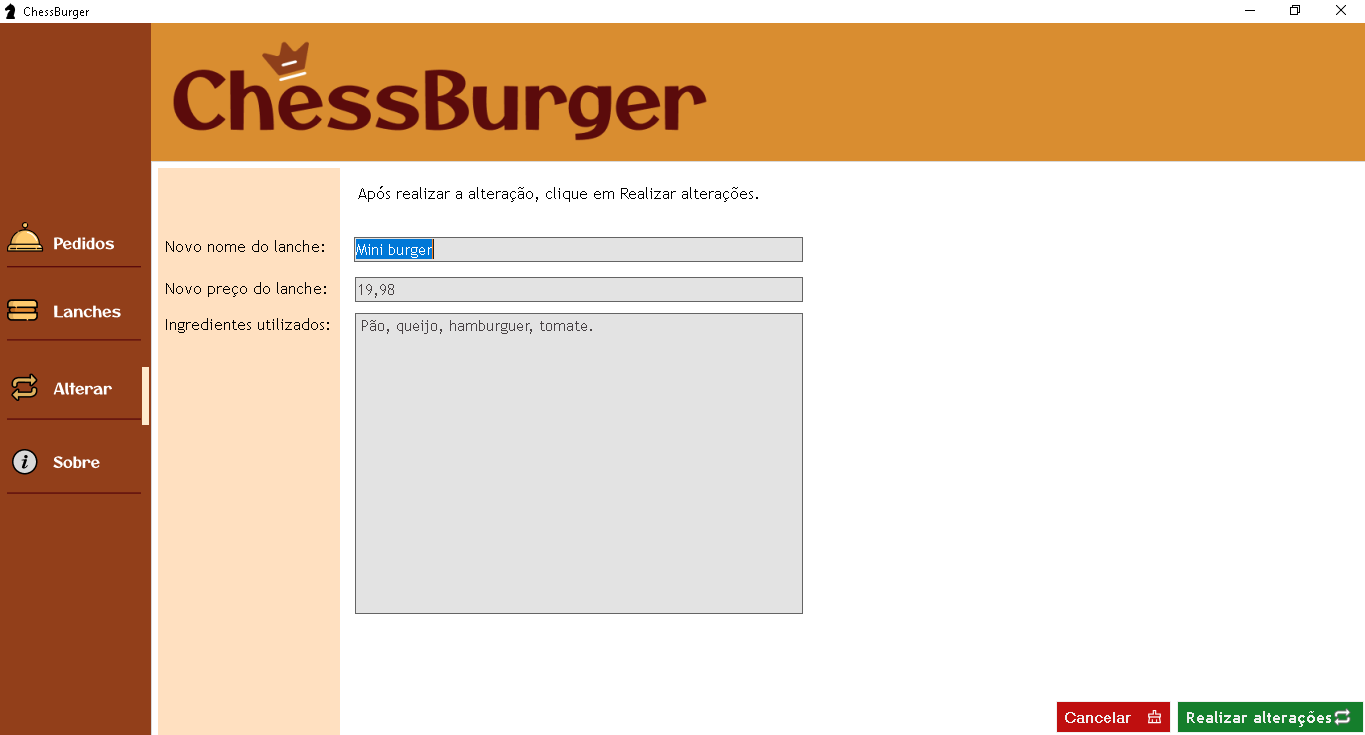 ChessBurger
ChessBurger
Após realizar a alteração, clique em Realizar alterações.
Pedidos
Novo nome do lanche:
Mini burger
Novo preço do lanche:
19,98
Lanches
Ingredientes utilizados:
Pão, queijo, hamburguer, tomate.
Alterar
Sobre
Cancelar
Realizar alterações